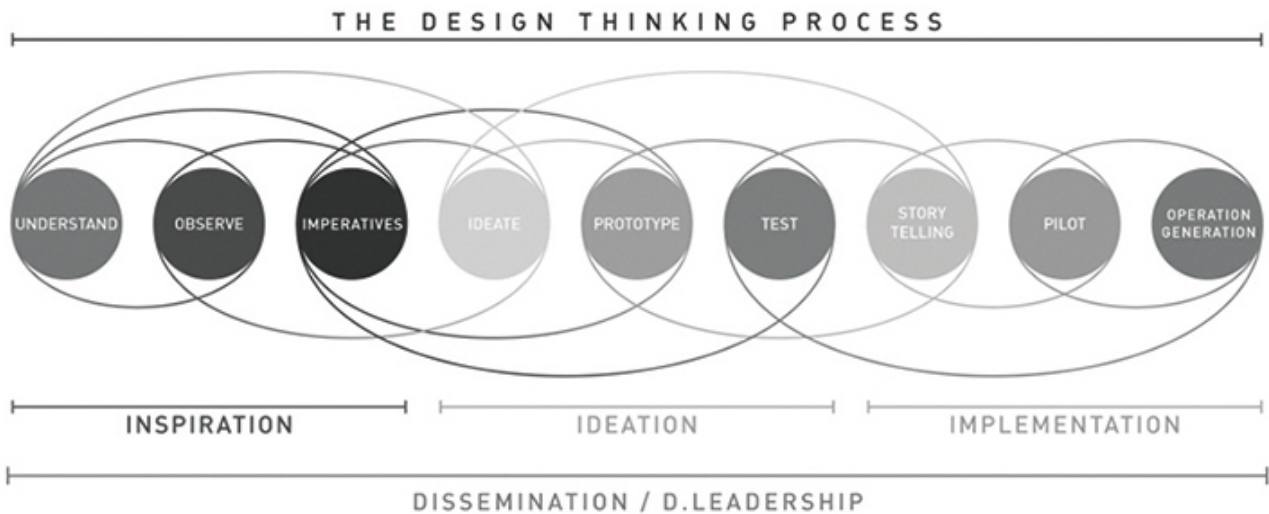 THE DESIGN THINKING PROCESS
UNDERSTAND
OBSERVE
IMPERATIVES
IDEATE
PROTOTYPE
TEST
STORY
TELLING
PILOT
OPERATION
GENERATION
INSPIRATION
IDEATION
IMPLEMENTATION
DISSEMINATION / D.LEADERSHIP